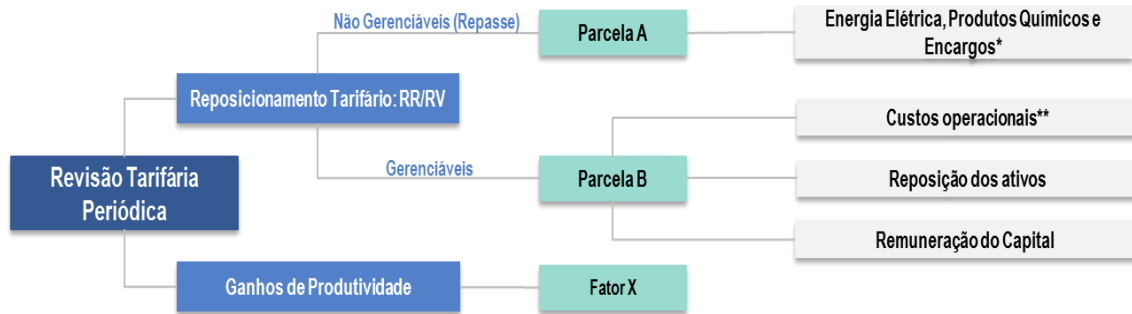 Não Gerenciáveis (Repasse)
Parcela A
Energia Elétrica, Produtos Químicos e
Encargos*
Reposicionamento Tarifário: RR/RV
Custos operacionais**
Revisão Tarifária
Periódica
Gerenciáveis
Parcela B
Reposição dos ativos
Remuneração do Capital
Ganhos de Produtividade
Fator X